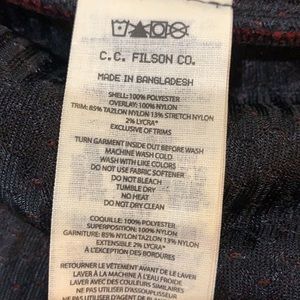 C.C. FILSON CO.
MADE IN BANGLADESH
SHELL: 100% POLYESTER
OVERLAY: 100% NYLON
TRIM: 85% TAZLON NYLON 13% STRETCH NYLON
2% LYCRA®
EXCLUSIVE OF TRIMS
TURN GARMENT INSIDE OUT BEFORE WASH
MACHINE WASH COLD
WASH WITH LIKE COLORS
DO NOT USE FABRIC SOFTENER
DO NOT BLEACH
TUMBLE DRY
NO HEAT
DO NOT DRY CLEAN
COQUILLE: 100% POLYESTER
SUPERPOSITION: 100% NYLON
GARNITURE: 85% NYLON TAZLAN 13% NYLON
EXTENSIBLE 2% LYCRA®
À L'EXCEPTION DES BORDURES
RETOURNER LE VÊTEMENT AVANT DE LE LAVER
LAVER À LA MACHINE À L'EAU FROIDE
LAVER AVEC DES COULEURS
NE PAS UTILISER D'